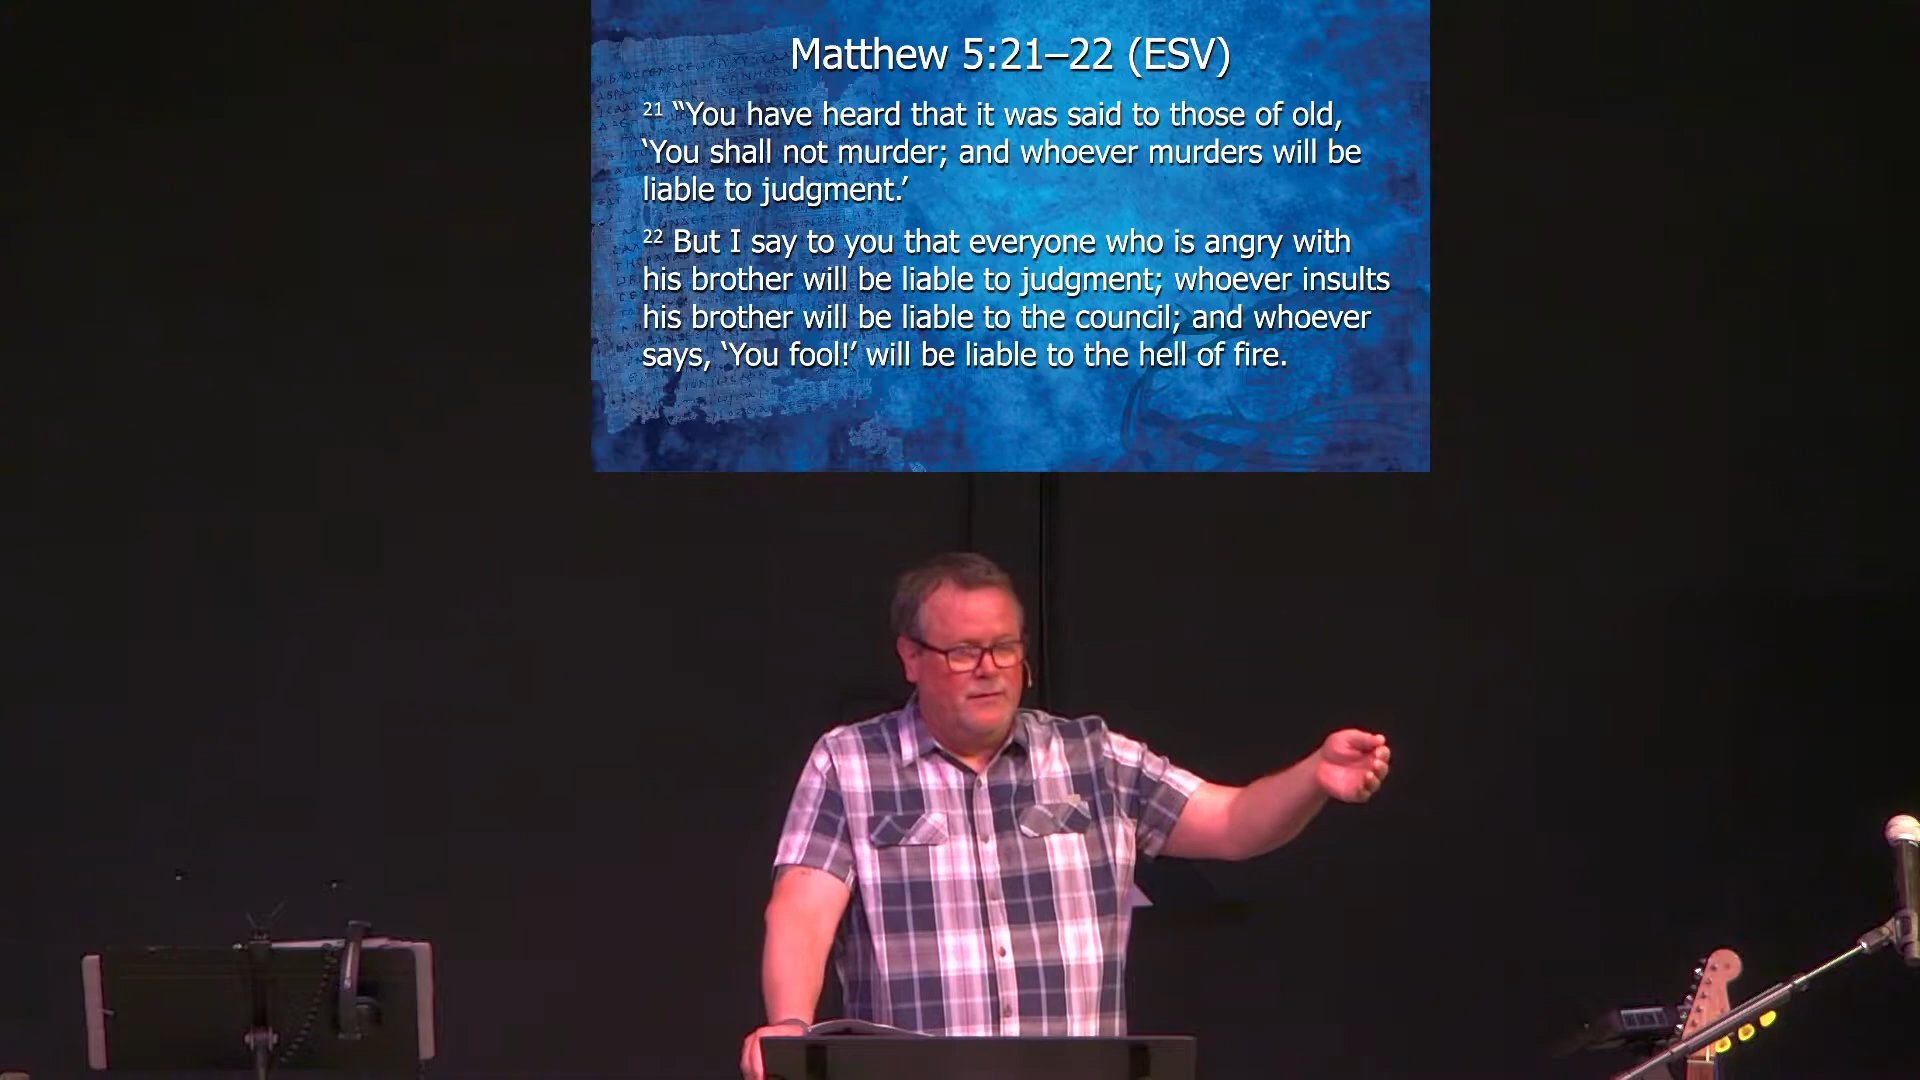 Matthew 5:21–22 (ESV)
21 “You have heard that it was said to those of old,
‘You shall not murder; and whoever murders will be
liable to judgment.’
22 But I say to you that everyone who is angry with
his brother will be liable to judgment; whoever insults
his brother will be liable to the council; and whoever
says, ‘You fool!’ will be liable to the hell of fire.